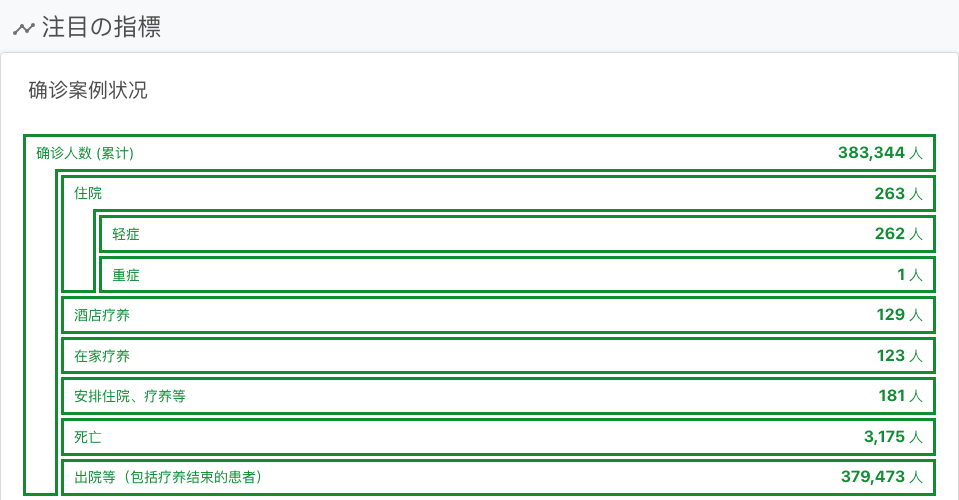 注目の指標
确诊案例状况
确诊人数 (累计) 383,344 人
住院 263 人
轻症 262 人
重症 1 人
酒店疗养 129 人
在家疗养 123 人
安排住院、疗养等 181 人
死亡 3,175 人
出院等（包括疗养结束的患者） 379,473 人